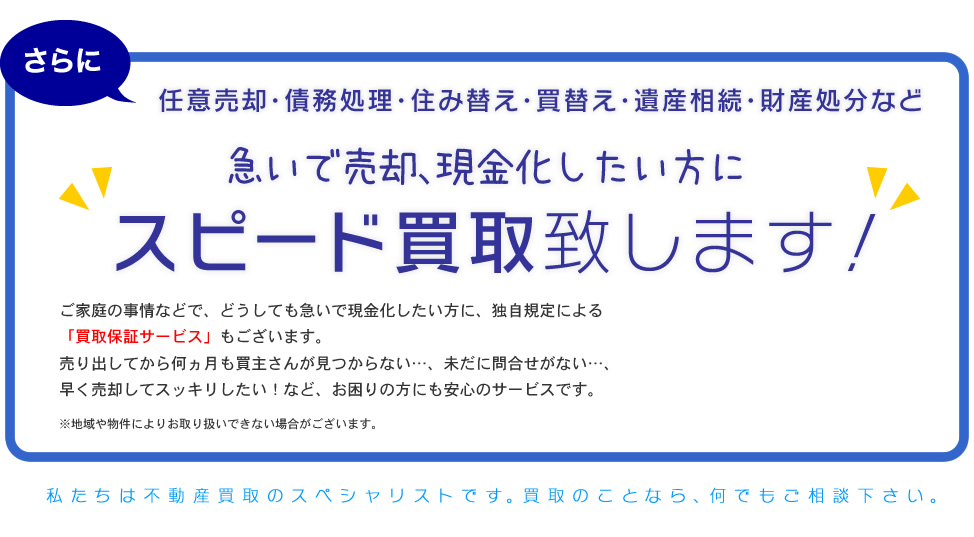 さらに
任意売却・債務処理・住み替え・買替え・遺産相続・財産処分など
急いで売却、現金化したい方に
スピード買取致します!
ご家庭の事情などで、どうしても急いで現金化したい方に、独自規定による
「買取保証サービス」もございます。
売り出してから何ヵ月も買主さんが見つからない…、未だに問合せがない…、
早く売却してスッキリしたい!など、お困りの方にも安心のサービスです。
※地域や物件によりお取り扱いできない場合がございます。
私たちは不動産買取のスペシャリストです。買取のことなら、何でもご相談下さい。